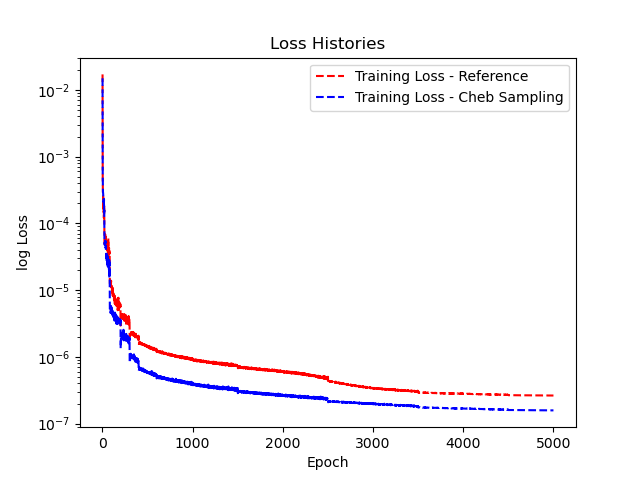 Loss Histories
Training Loss - Reference
Training Loss - Cheb Sampling
log Loss
10⁻²
10⁻³
10⁻⁴
10⁻⁵
10⁻⁶
10⁻⁷
0 1000 2000 3000 4000 5000
Epoch